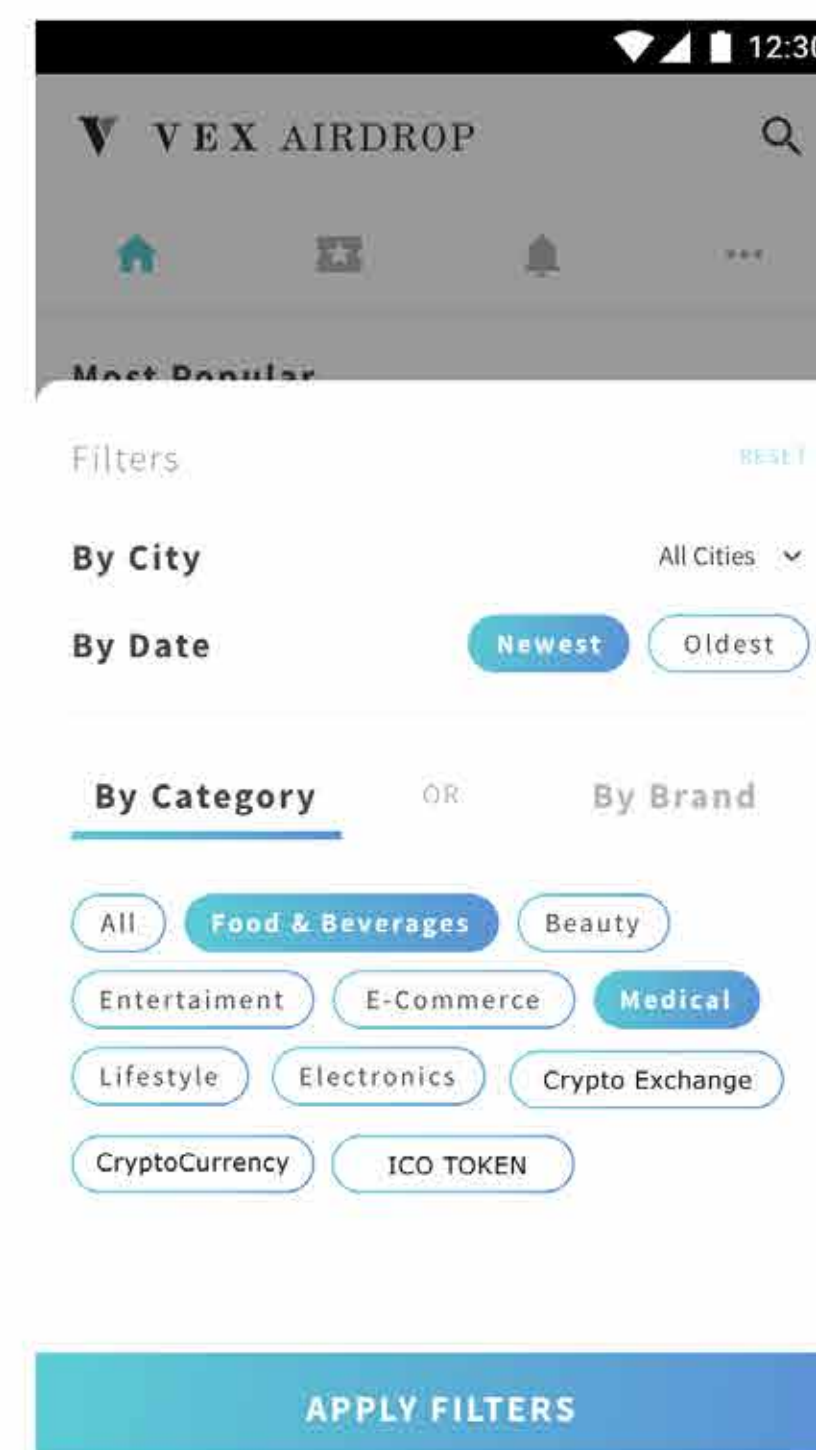 12:30
VEX AIRDROP
Most Popular
Filters RESET
By City All Cities
By Date Newest Oldest
By Category OR By Brand
All Food & Beverages Beauty
Entertaiment E-Commerce Medical
Lifestyle Electronics Crypto Exchange
CryptoCurrency ICO TOKEN
APPLY FILTERS